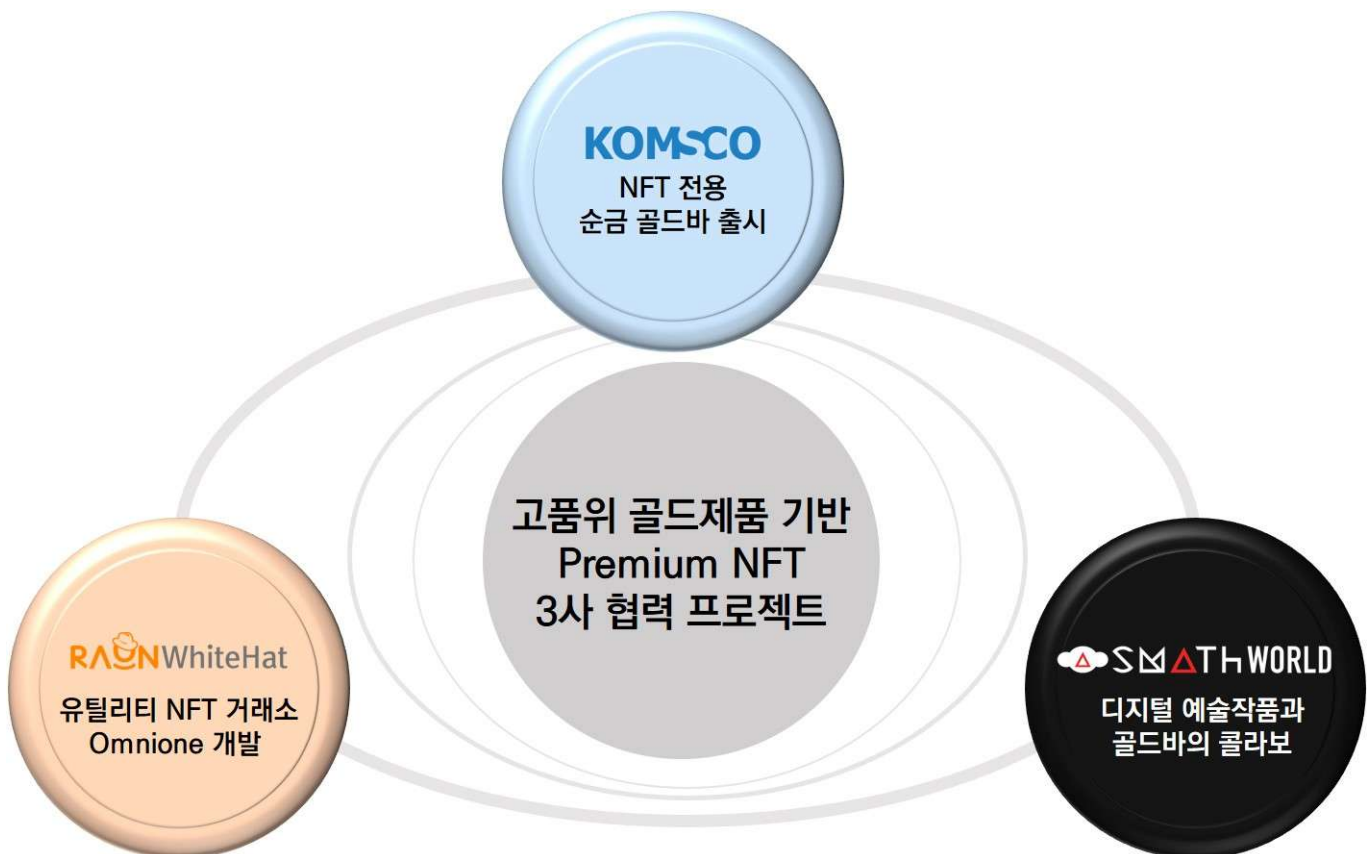 KOMSCO
NFT 전용
순금 골드바 출시
고품위 골드제품 기반
Premium NFT
3사 협력 프로젝트
RAONWhiteHat
유틸리티 NFT 거래소
Omnione 개발
SMATh WORLD
디지털 예술작품과
골드바의 콜라보